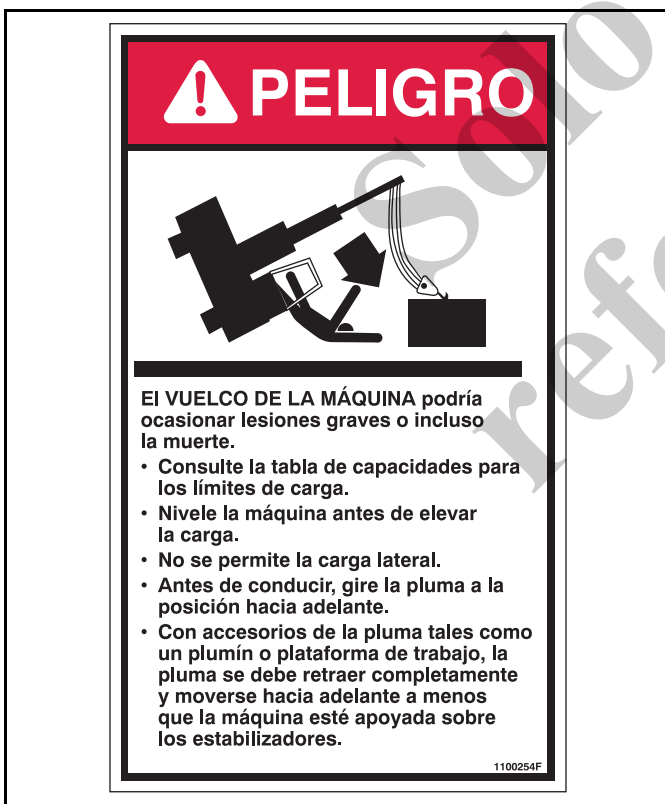 PELIGRO
El VUELCO DE LA MÁQUINA podría
ocasionar lesiones graves o incluso
la muerte.
• Consulte la tabla de capacidades para
los límites de carga.
• Nivele la máquina antes de elevar
la carga.
• No se permite la carga lateral.
• Antes de conducir, gire la pluma a la
posición hacia adelante.
• Con accesorios de la pluma tales como
un plumín o plataforma de trabajo, la
pluma se debe retraer completamente
y moverse hacia adelante a menos
que la máquina esté apoyada sobre
los estabilizadores.
1100254F
Solo
refe